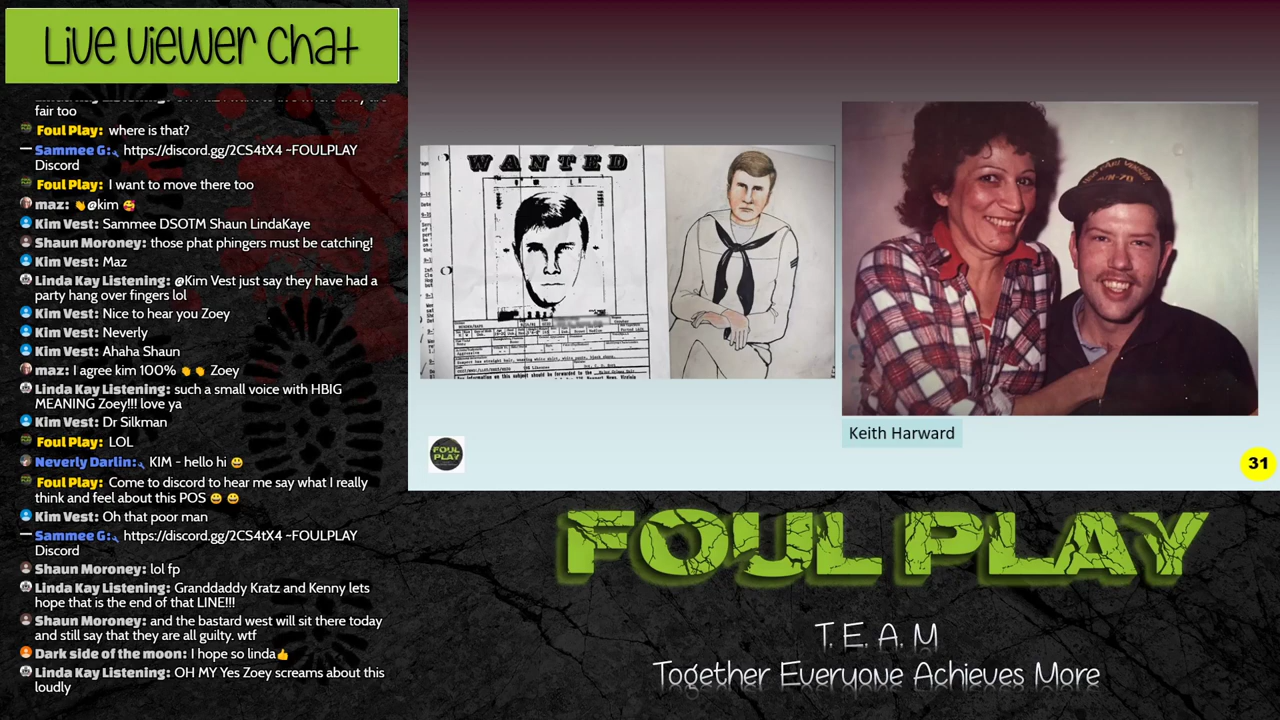 Live viewer chat
fair too
Foul Play: where is that?
Sammee G: https://discord.gg/2CS4tX4 ~FOULPLAY
Discord
Foul Play: I want to move there too
maz: 👋@kim 🥰
Kim Vest: Sammee DSOTM Shaun LindaKaye
Shaun Moroney: those phat phingers must be catching!
Kim Vest: Maz
Linda Kay Listening: @Kim Vest just say they have had a
party hang over fingers lol
Kim Vest: Nice to hear you Zoey
Kim Vest: Neverly
Kim Vest: Ahaha Shaun
maz: I agree kim 100% 👏👏 Zoey
Linda Kay Listening: such a small voice with HBIG
MEANING Zoey!!! love ya
Kim Vest: Dr Silkman
Foul Play: LOL
Neverly Darlin: KIM - hello hi 😀
Foul Play: Come to discord to hear me say what I really
think and feel about this POS 😀 😀
Kim Vest: Oh that poor man
Sammee G: https://discord.gg/2CS4tX4 ~FOULPLAY
Discord
Shaun Moroney: lol fp
Linda Kay Listening: Granddaddy Kratz and Kenny lets
hope that is the end of that LINE!!!
Shaun Moroney: and the bastard west will sit there today
and still say that they are all guilty. wtf
Dark side of the moon: I hope so linda👍
Linda Kay Listening: OH MY Yes Zoey screams about this
loudly
WANTED
Keith Harward
FOUL
PLAY
31
FOUL PLAY
T. E. A. M
Together Everyone Achieves More